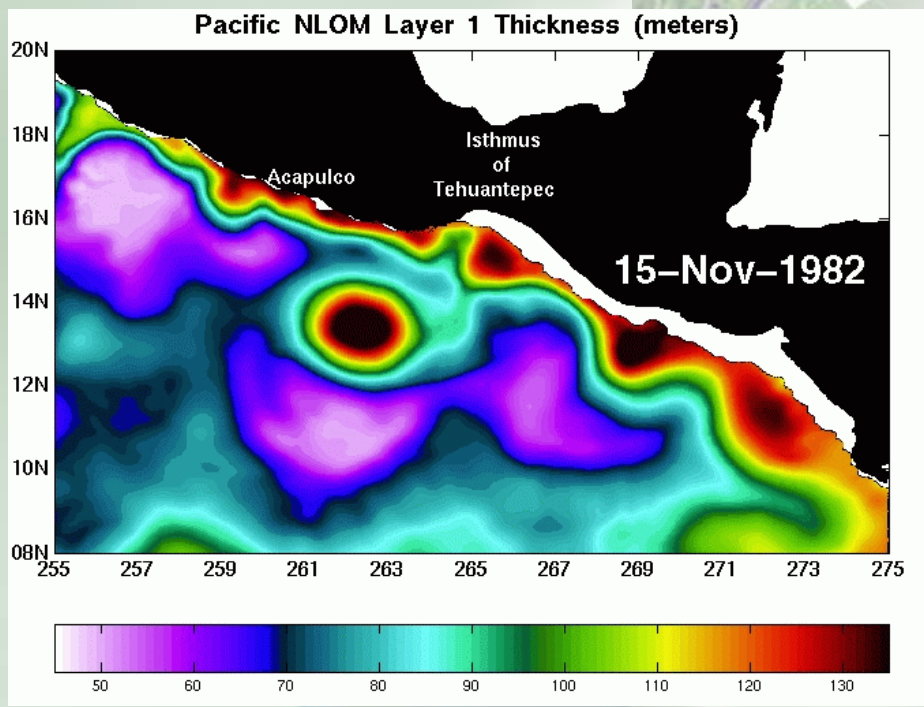 Pacific NLOM Layer 1 Thickness (meters)
20N
18N
16N
14N
12N
10N
08N
Isthmus
of
Tehuantepec
Acapulco
15-Nov-1982
255 257 259 261 263 265 267 269 271 273 275
50 60 70 80 90 100 110 120 130